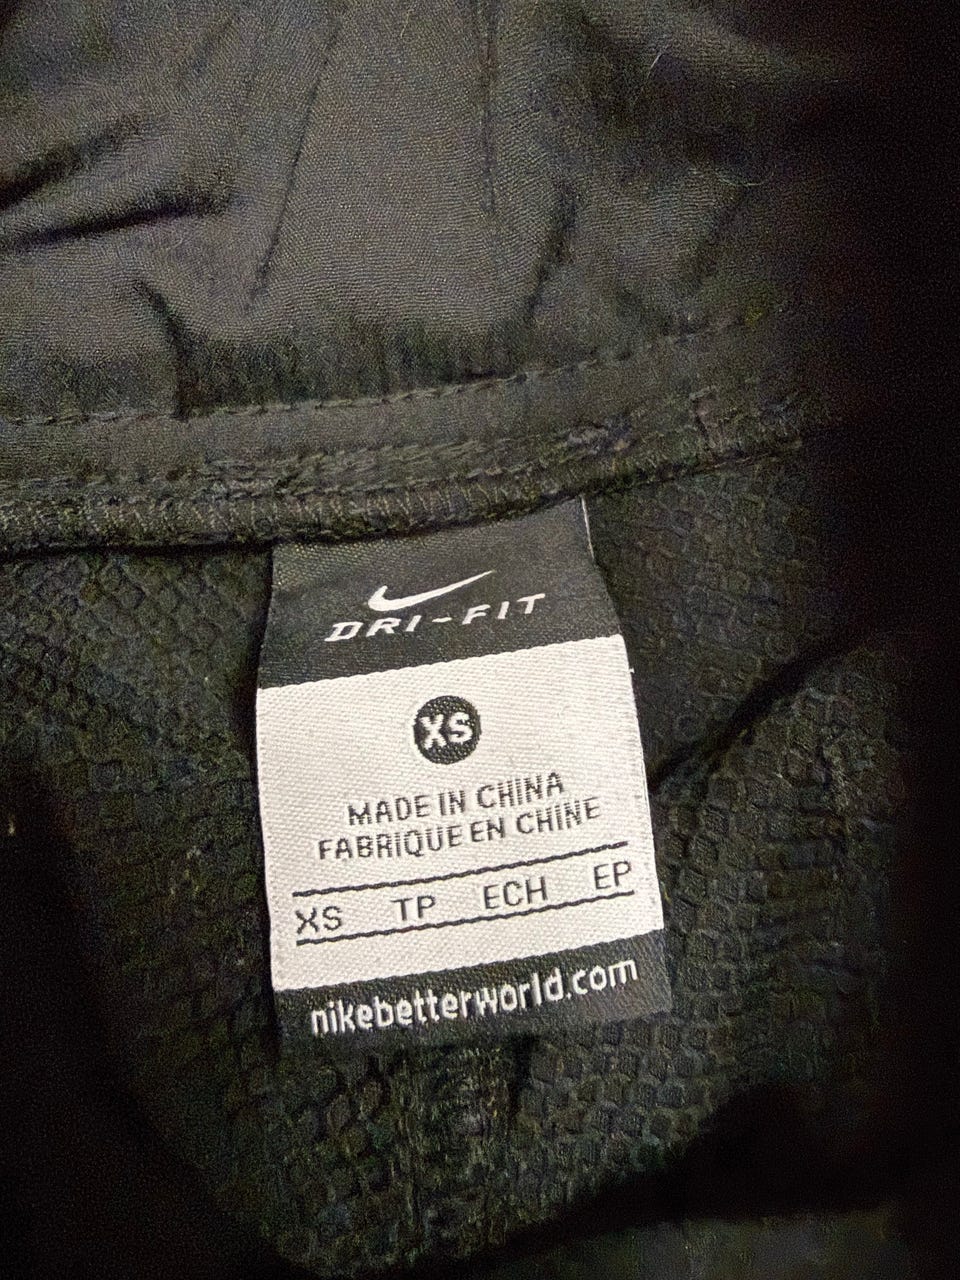 DRI-FIT
XS
MADE IN CHINA
FABRIQUE EN CHINE
XS TP ECH EP
nikebetterworld.com